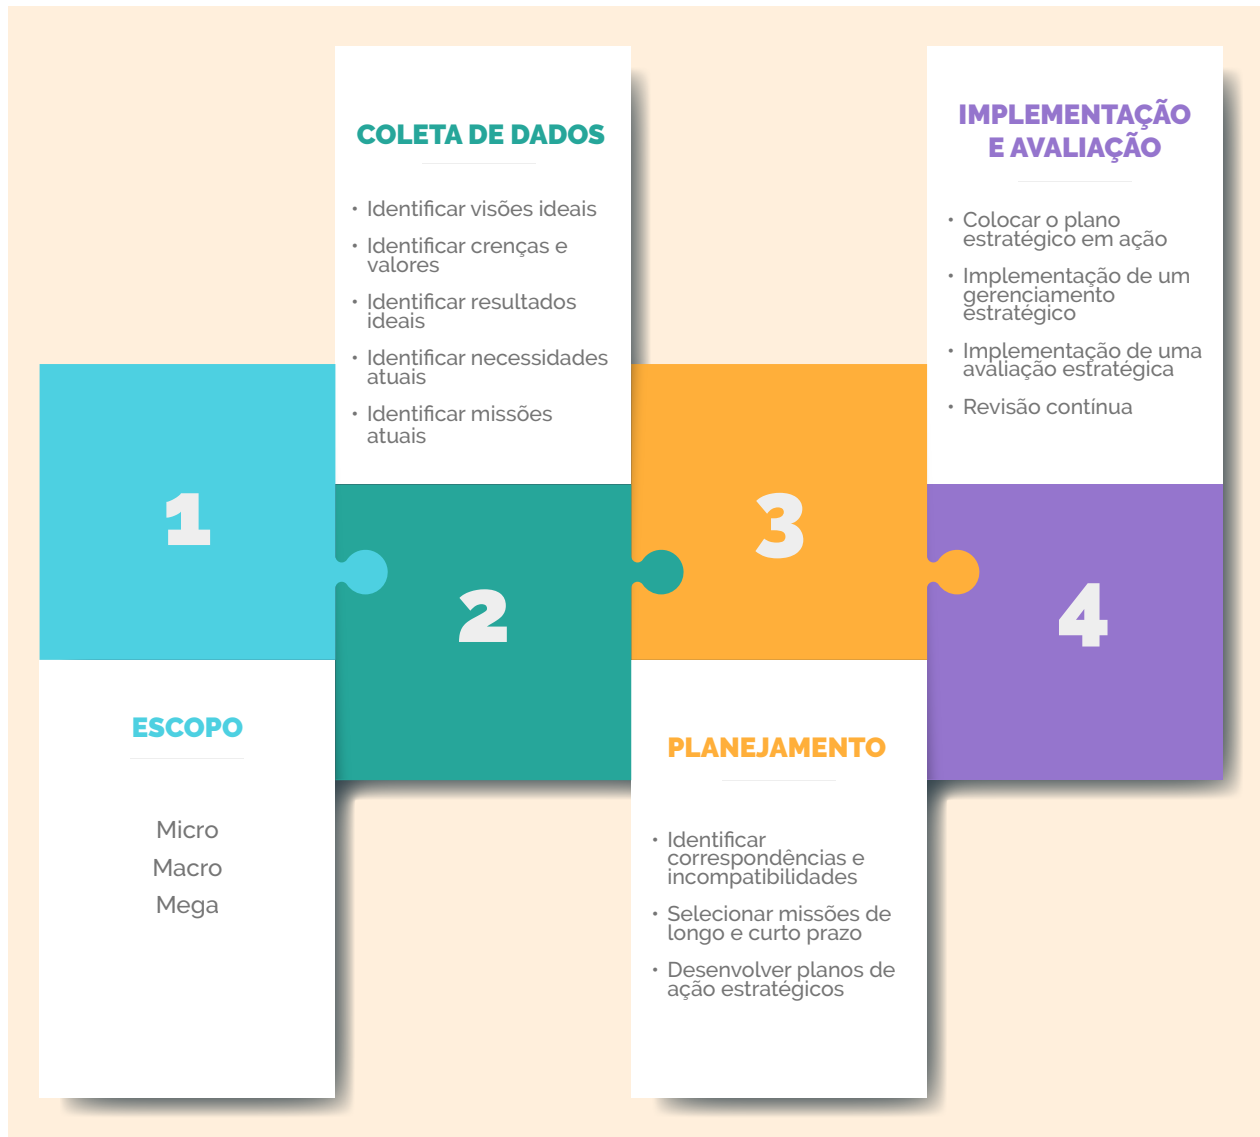 1
ESCOPO
Micro
Macro
Mega
COLETA DE DADOS
• Identificar visões ideais
• Identificar crenças e
valores
• Identificar resultados
ideais
• Identificar necessidades
atuais
• Identificar missões
atuais
2
3
PLANEJAMENTO
• Identificar
correspondências e
incompatibilidades
• Selecionar missões de
longo e curto prazo
• Desenvolver planos de
ação estratégicos
IMPLEMENTAÇÃO
E AVALIAÇÃO
• Colocar o plano
estratégico em ação
• Implementação de um
gerenciamento
estratégico
• Implementação de uma
avaliação estratégica
• Revisão contínua
4